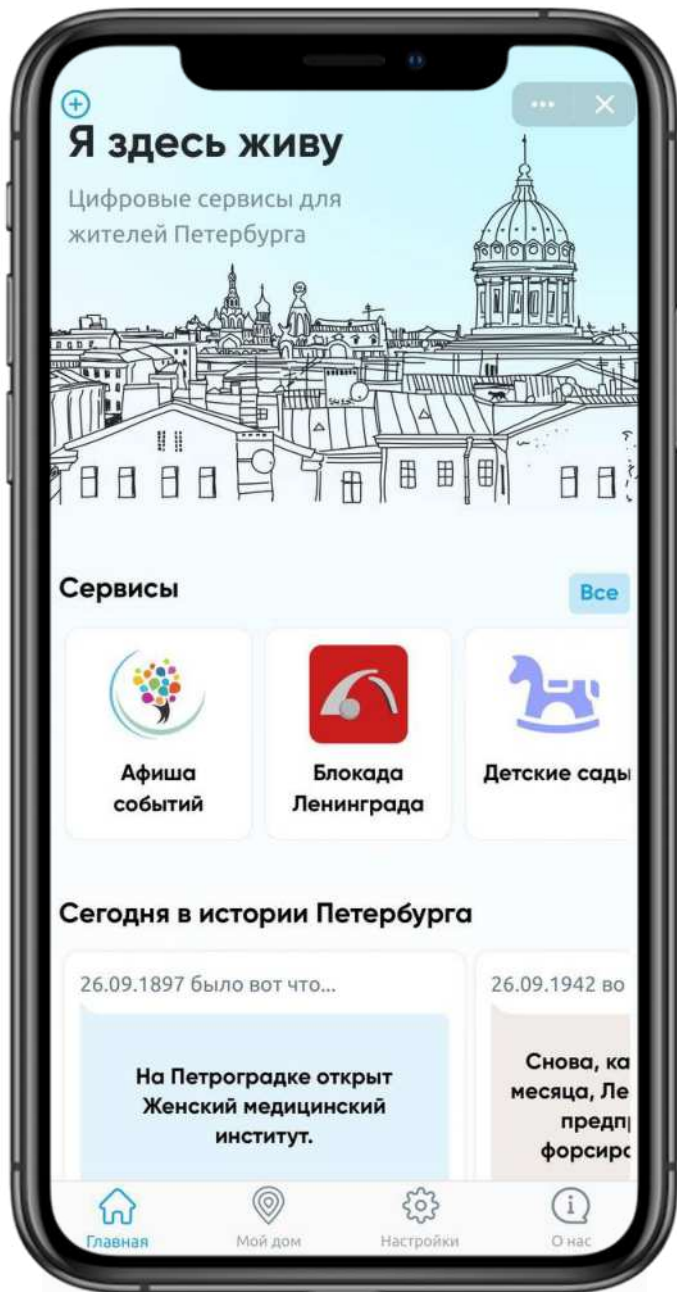 Я здесь живу
Цифровые сервисы для
жителей Петербурга
Сервисы
Все
Афиша
событий
Блокада
Ленинграда
Детские сады
Сегодня в истории Петербурга
26.09.1897 было вот что...
На Петроградке открыт
Женский медицинский
институт.
26.09.1942 во
Снова, ка
месяца, Ле
предп
форсиро
Главная
Мой дом
Настройки
О нас